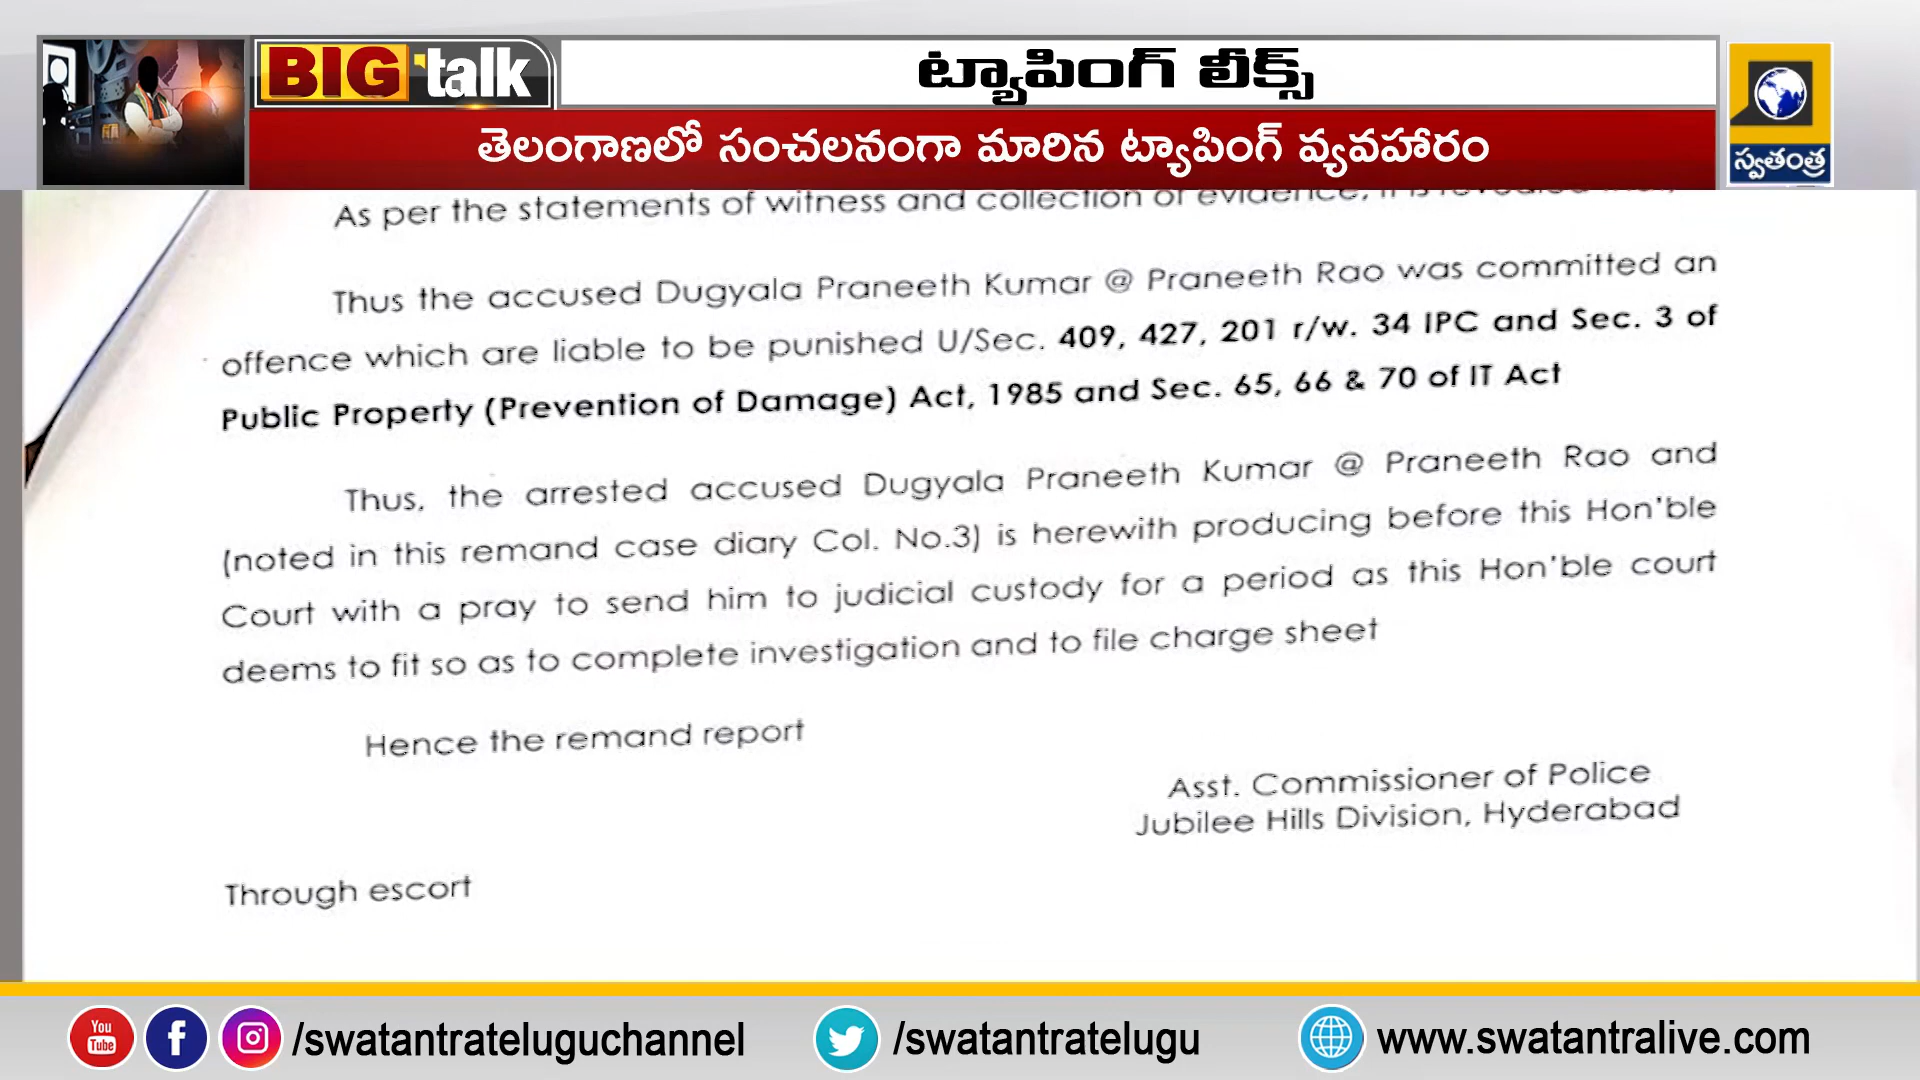 BIG talk
ట్యాపింగ్ లీక్స్
తెలంగాణలో సంచలనంగా మారిన ట్యాపింగ్ వ్యవహారం
స్వతంత్ర
As per the statements of witness and collection of evidence, it is revealed that,
Thus the accused Dugyala Praneeth Kumar @ Praneeth Rao was committed an
offence which are liable to be punished U/Sec. 409, 427, 201 r/w. 34 IPC and Sec. 3 of
Public Property (Prevention of Damage) Act, 1985 and Sec. 65, 66 & 70 of IT Act
Thus, the arrested accused Dugyala Praneeth Kumar @ Praneeth Rao and
(noted in this remand case diary Col. No.3) is herewith producing before this Hon'ble
Court with a pray to send him to judicial custody for a period as this Hon'ble court
deems to fit so as to complete investigation and to file charge sheet
Hence the remand report
Asst. Commissioner of Police
Jubilee Hills Division, Hyderabad
Through escort
You Tube
/swatantrateluguchannel
/swatantratelugu
www.swatantralive.com